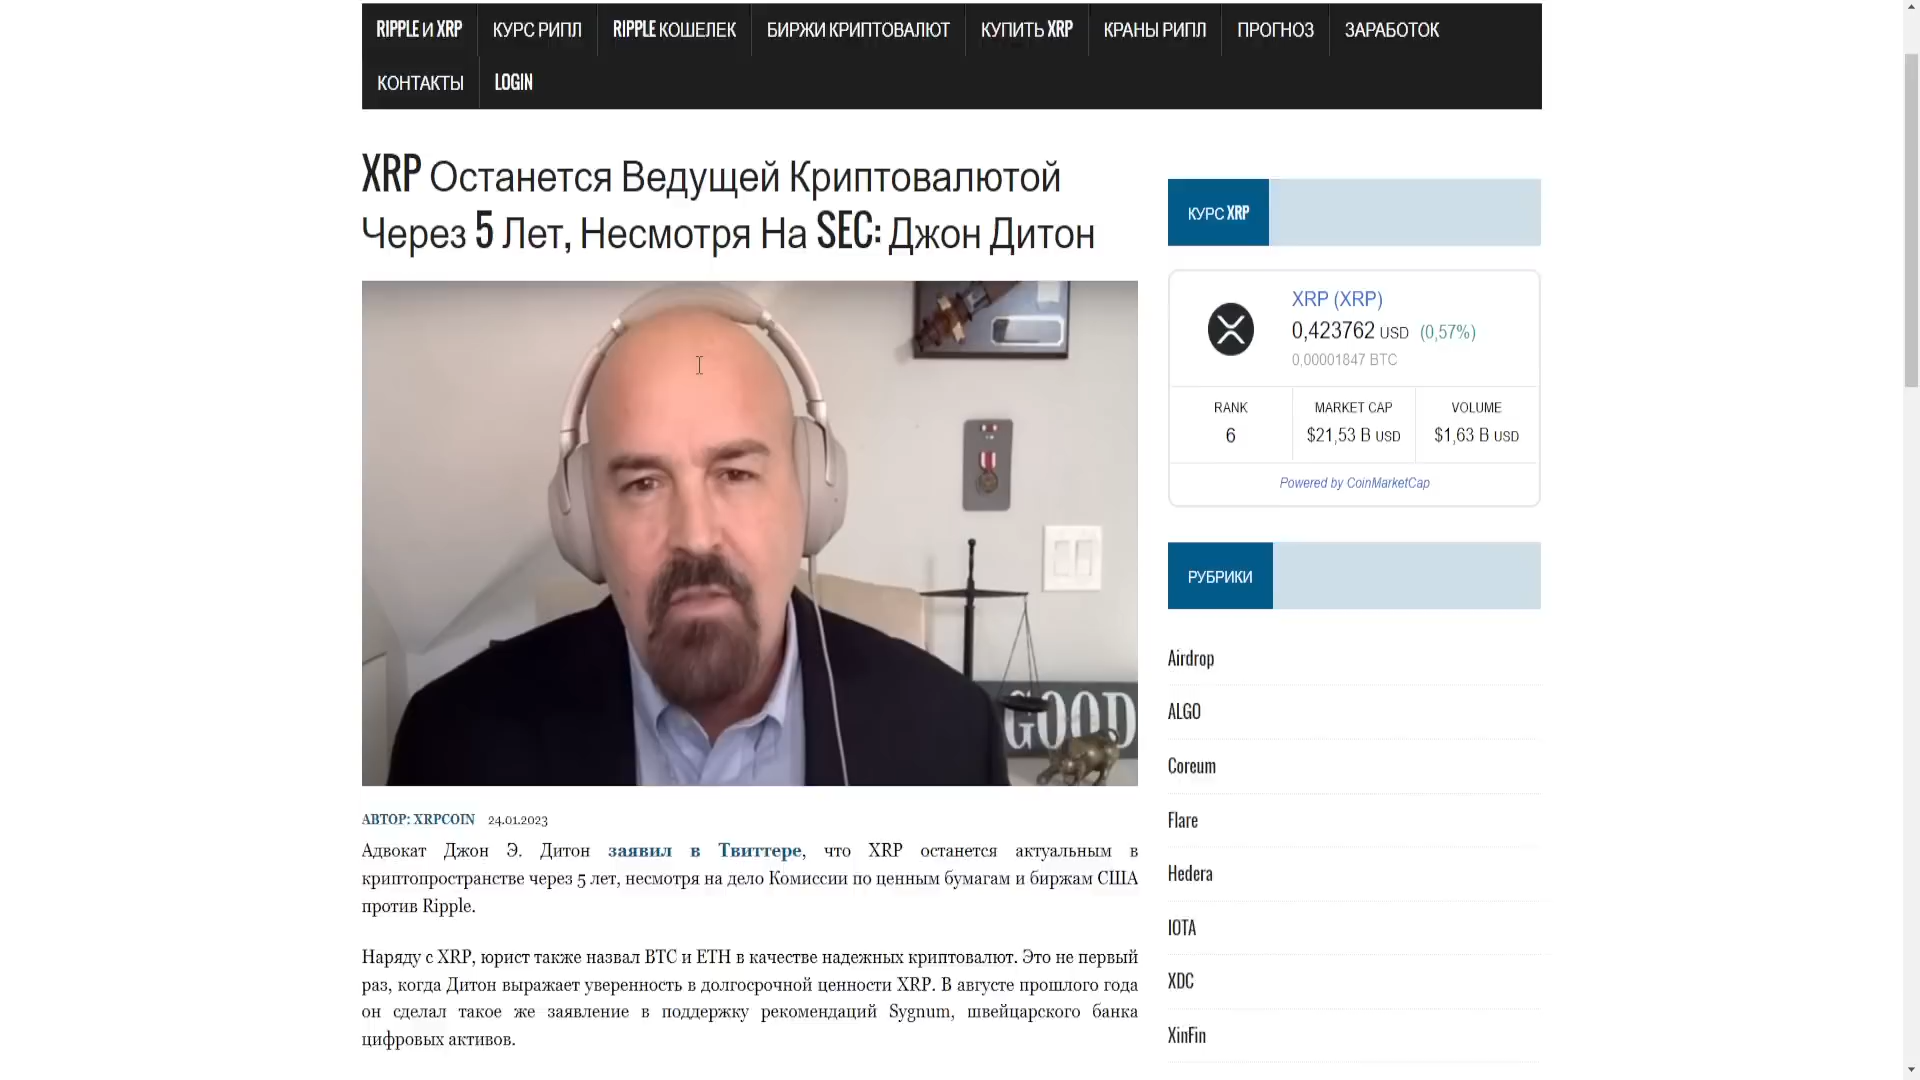 RIPPLE И XRP
КУРС РИПЛ
RIPPLE КОШЕЛЕК
БИРЖИ КРИПТОВАЛЮТ
КУПИТЬ XRP
КРАНЫ РИПЛ
ПРОГНОЗ
ЗАРАБОТОК
КОНТАКТЫ
LOGIN
XRP Останется Ведущей Криптовалютой
Через 5 Лет, Несмотря На SEC: Джон Дитон
GOOD
АВТОР: XRPCOIN 24.01.2023
Адвокат Джон Э. Дитон заявил в Твиттере, что XRP останется актуальным в
криптопространстве через 5 лет, несмотря на дело Комиссии по ценным бумагам и биржам США
против Ripple.
Наряду с XRP, юрист также назвал BTC и ETH в качестве надежных криптовалют. Это не первый
раз, когда Дитон выражает уверенность в долгосрочной ценности XRP. В августе прошлого года
он сделал такое же заявление в поддержку рекомендаций Sygnum, швейцарского банка
цифровых активов.
КУРС XRP
XRP (XRP)
0,423762 USD (0,57%)
0,00001847 BTC
RANK
6
MARKET CAP
$21,53 B USD
VOLUME
$1,63 B USD
Powered by CoinMarketCap
РУБРИКИ
Airdrop
ALGO
Coreum
Flare
Hedera
IOTA
XDC
XinFin